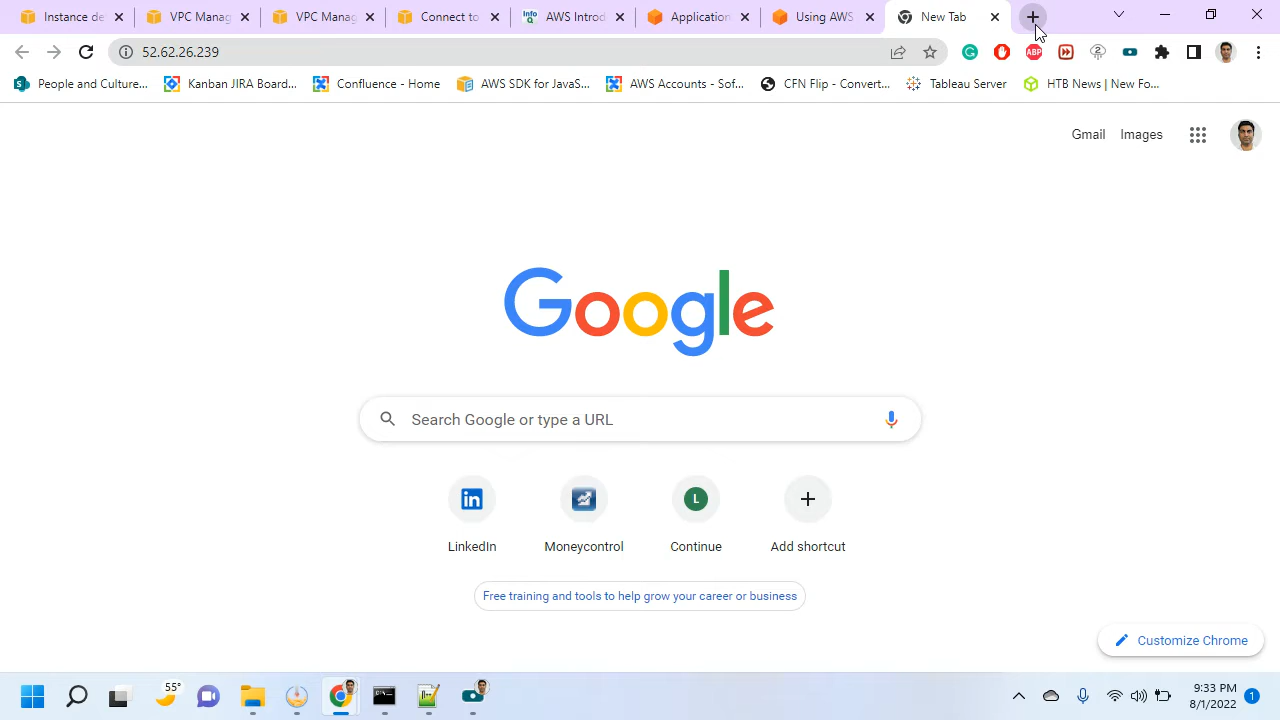 Instance de
VPC Manag
VPC Manag
Connect to
Info
AWS Introd
Application
Using AWS
New Tab
52.62.26.239
ABP
2
S
People and Culture...
Kanban JIRA Board...
Confluence - Home
AWS SDK for JavaS...
AWS Accounts - Sof...
CFN Flip - Convert...
Tableau Server
HTB News | New Fo...
Gmail
Images
Google
Search Google or type a URL
in
L
LinkedIn
Moneycontrol
Continue
Add shortcut
Free training and tools to help grow your career or business
Customize Chrome
55°
9:33 PM
8/1/2022
1